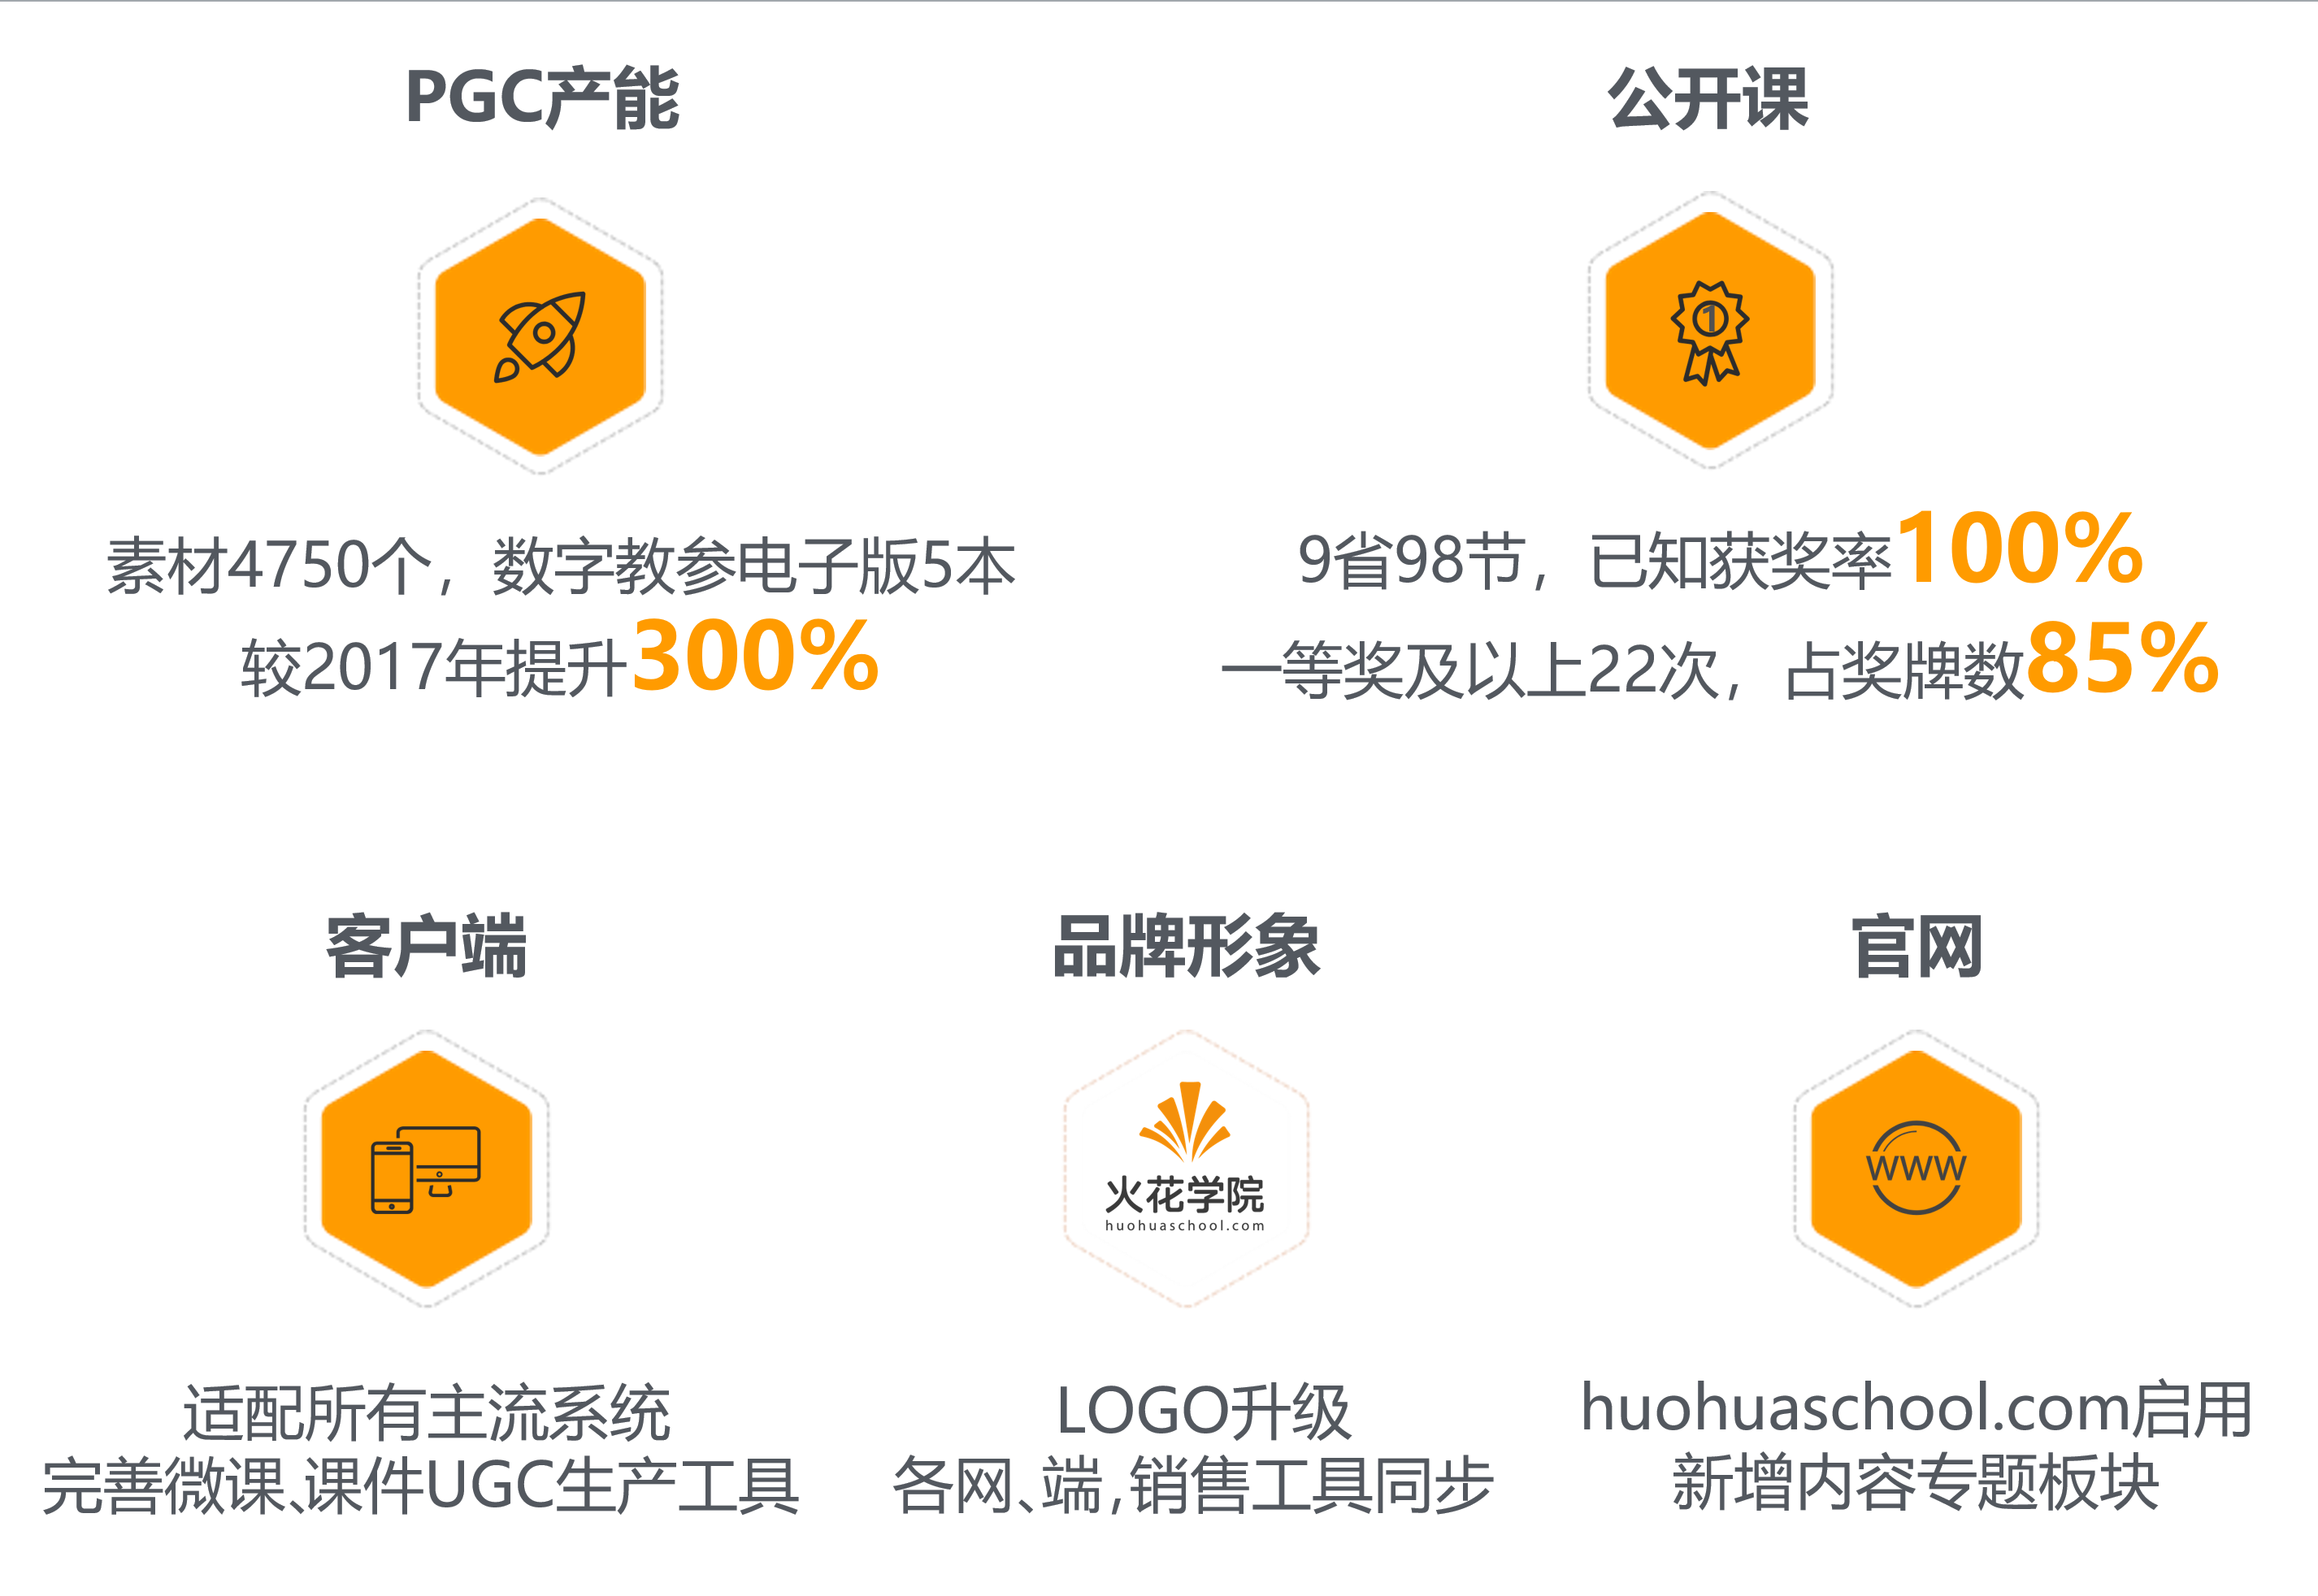 PGC产能
素材4750个，数字教参电子版5本
较2017年提升300%
公开课
1
9省98节，已知获奖率100%
一等奖及以上22次，占奖牌数85%
客户端
适配所有主流系统
完善微课､课件UGC生产工具
品牌形象
火花学院
huohuaschool.com
LOGO升级
各网､端,销售工具同步
官网
WWW
huohuaschool.com启用
新增内容专题板块